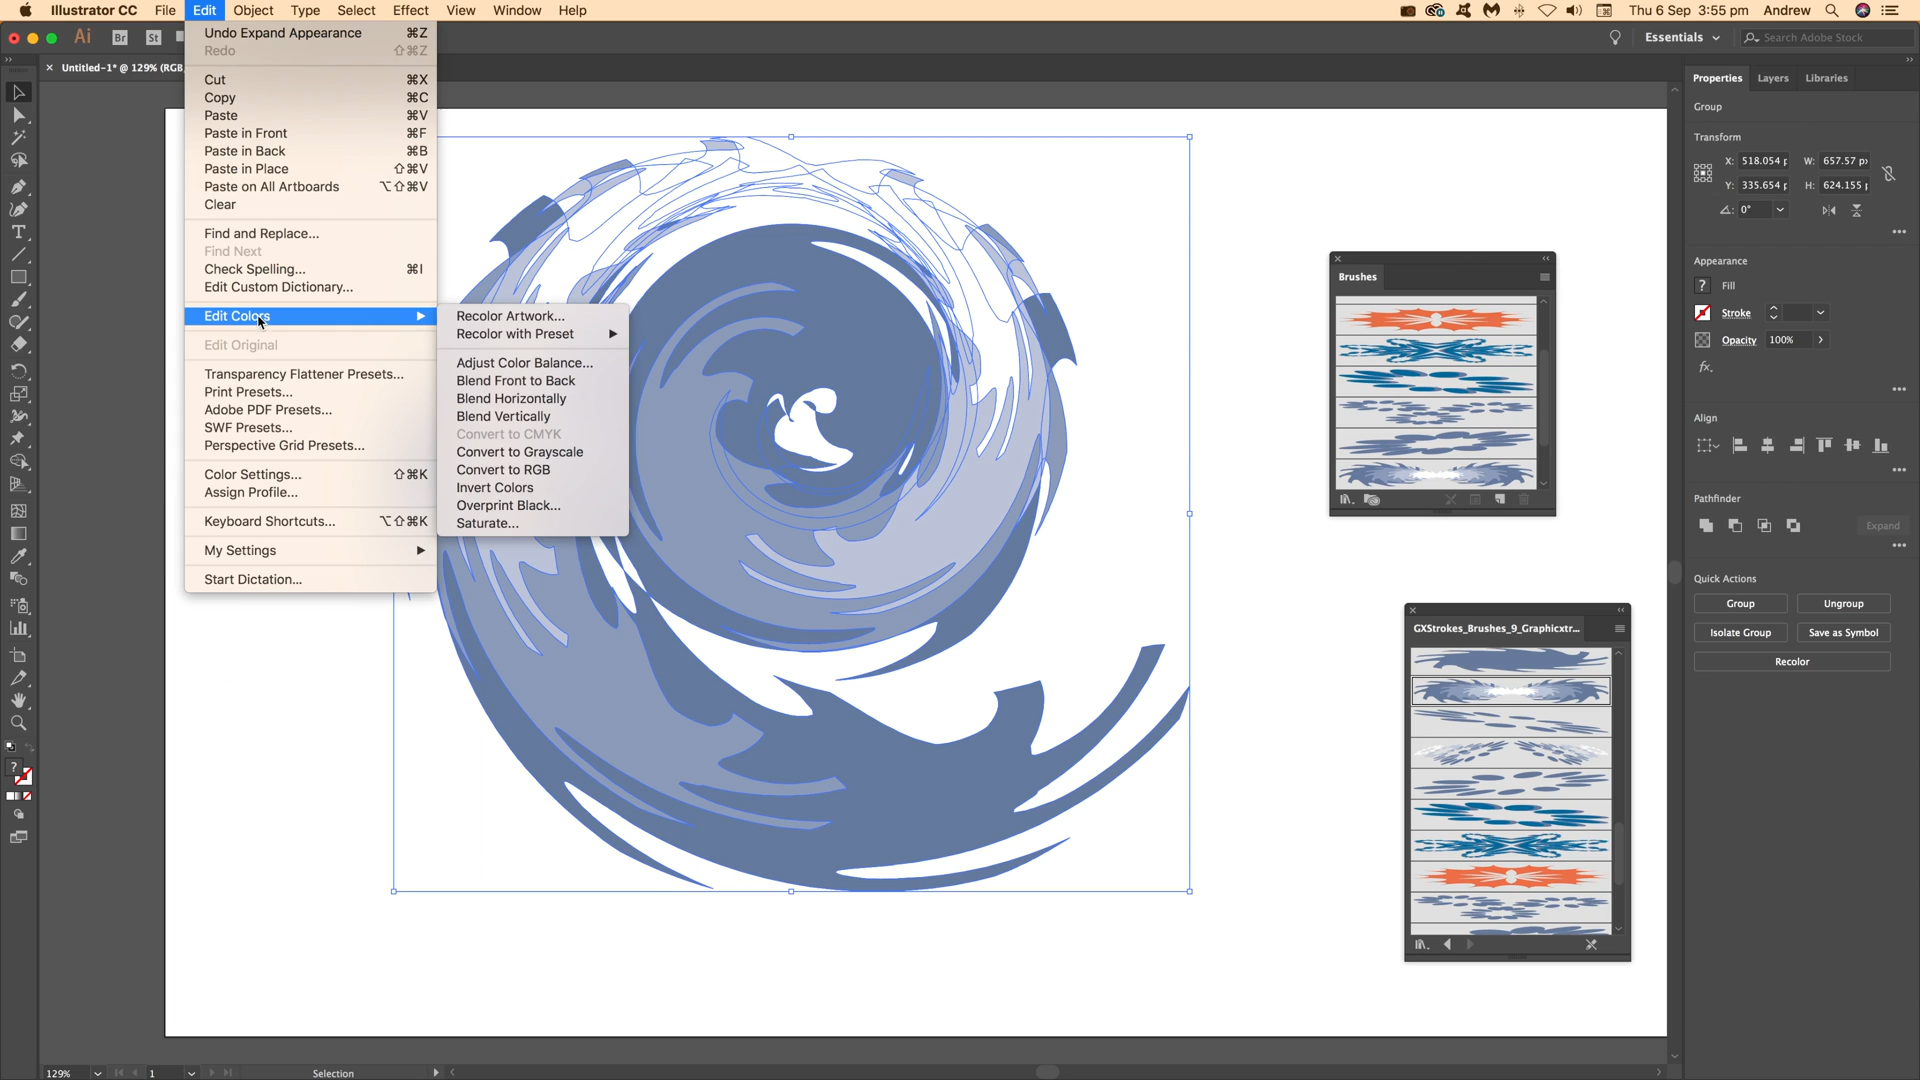 Illustrator CC File Edit Object Type Select Effect View Window Help
Thu 6 Sep 3:55 pm Andrew
Ai Br St
Essentials
Search Adobe Stock
Untitled-1* @ 129% (RGB
Undo Expand Appearance ⌘Z
Redo ⇧⌘Z
Cut ⌘X
Copy ⌘C
Paste ⌘V
Paste in Front ⌘F
Paste in Back ⌘B
Paste in Place ⇧⌘V
Paste on All Artboards ⌥⇧⌘V
Clear
Find and Replace...
Find Next
Check Spelling... ⌘I
Edit Custom Dictionary...
Edit Colors
Edit Original
Transparency Flattener Presets...
Print Presets...
Adobe PDF Presets...
SWF Presets...
Perspective Grid Presets...
Color Settings... ⇧⌘K
Assign Profile...
Keyboard Shortcuts... ⌥⇧⌘K
My Settings
Start Dictation...
Recolor Artwork...
Recolor with Preset
Adjust Color Balance...
Blend Front to Back
Blend Horizontally
Blend Vertically
Convert to CMYK
Convert to Grayscale
Convert to RGB
Invert Colors
Overprint Black...
Saturate...
Brushes
GXStrokes_Brushes_9_Graphicxtr...
Properties Layers Libraries
Group
Transform
X: 518.054 p W: 657.57 px
Y: 335.654 p H: 624.155 p
0°
Appearance
? Fill
Stroke
Opacity 100%
fx.
Align
Pathfinder
Expand
Quick Actions
Group Ungroup
Isolate Group Save as Symbol
Recolor
129% 1 Selection